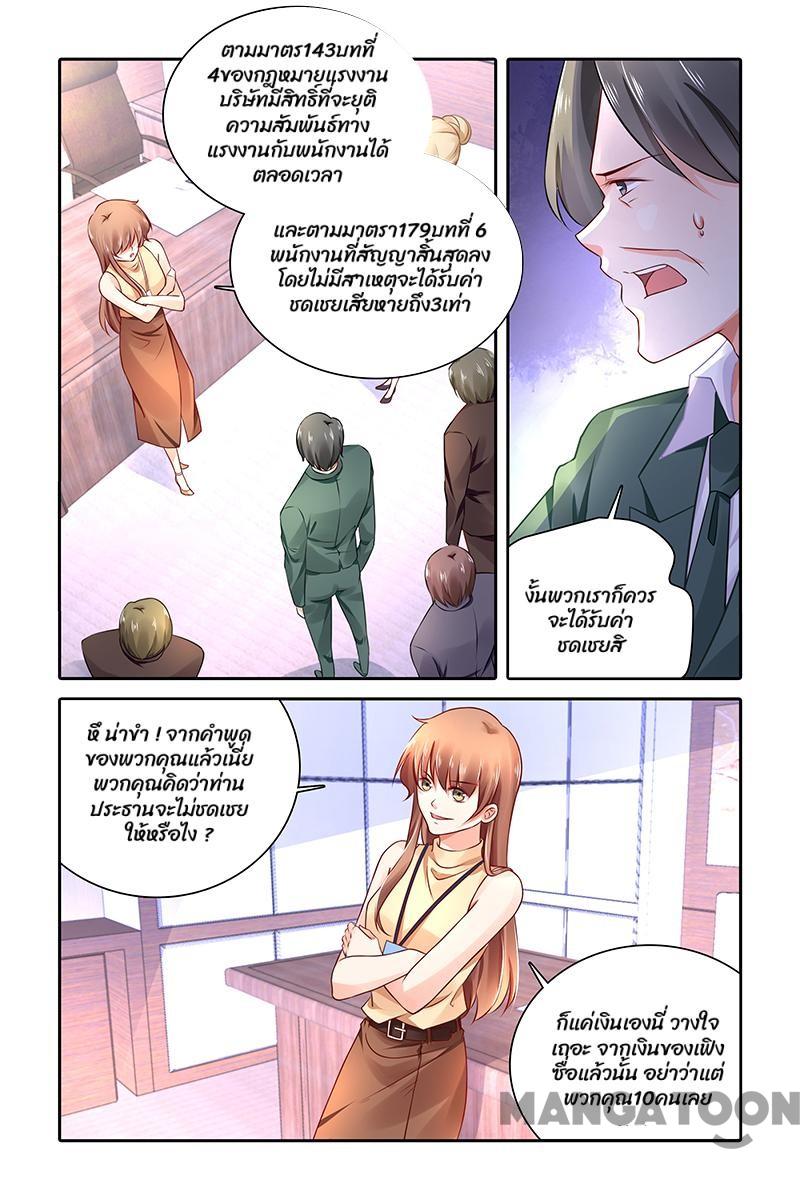 ตามมาตร143บทที่
4ของกฎหมายแรงงาน
บริษัทมีสิทธิ์ที่จะยุติ
ความสัมพันธ์ทาง
แรงงานกับพนักงานได้
ตลอดเวลา
และตามมาตรา179บทที่ 6
พนักงานที่สัญญาสิ้นสุดลง
โดยไม่มีสาเหตุจะได้รับค่า
ชดเชยเสียหายถึง3เท่า
งั้นพวกเราก็ควร
จะได้รับค่า
ชดเชยสิ
หึ น่าขำ ! จากคำพูด
ของพวกคุณแล้วเนี่ย
พวกคุณคิดว่าท่าน
ประธานจะไม่ชดเชย
ให้หรือไง ?
ก็แค่เงินเองนี่ วางใจ
เถอะ จากเงินของเฟิง
ซื่อแล้วนั้น อย่าว่าแต่
พวกคุณ10คนเลย
MANGATOON